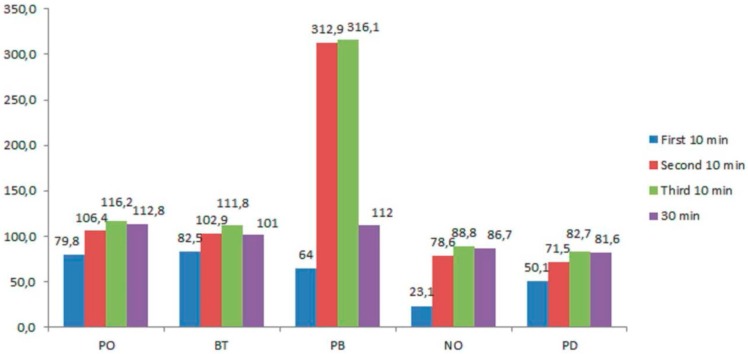 350,0
300,0
250,0
200,0
150,0
100,0
50,0
0,0
79,8 106,4 116,2 112,8
82,5 102,9 111,8 101
64 312,9 316,1 112
23,1 78,6 88,8 86,7
50,1 71,5 82,7 81,6
PO BT PB NO PD
First 10 min
Second 10 min
Third 10 min
30 min